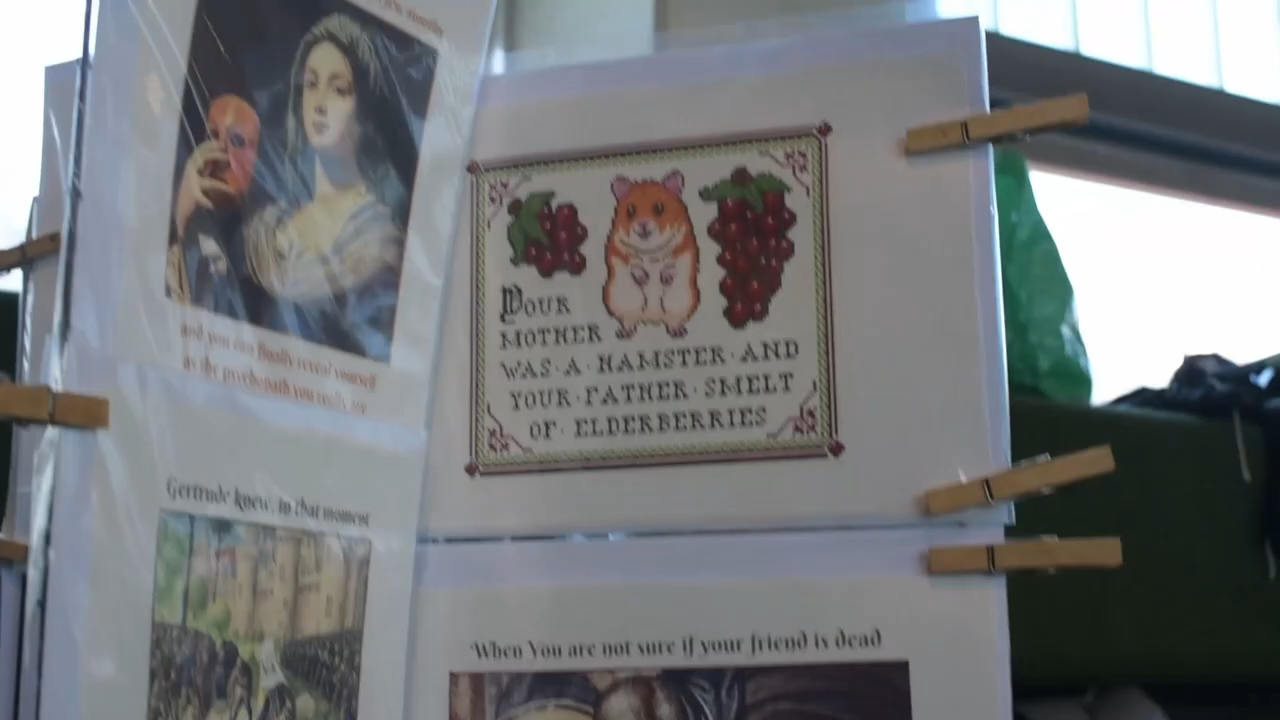 and you can finally reveal yourself
as the psychopath you really are
YOUR
MOTHER
WAS·A·HAMSTER·AND
YOUR·FATHER·SMELT
OF·ELDERBERRIES
Gertrude knew, in that moment
When You are not sure if your friend is dead